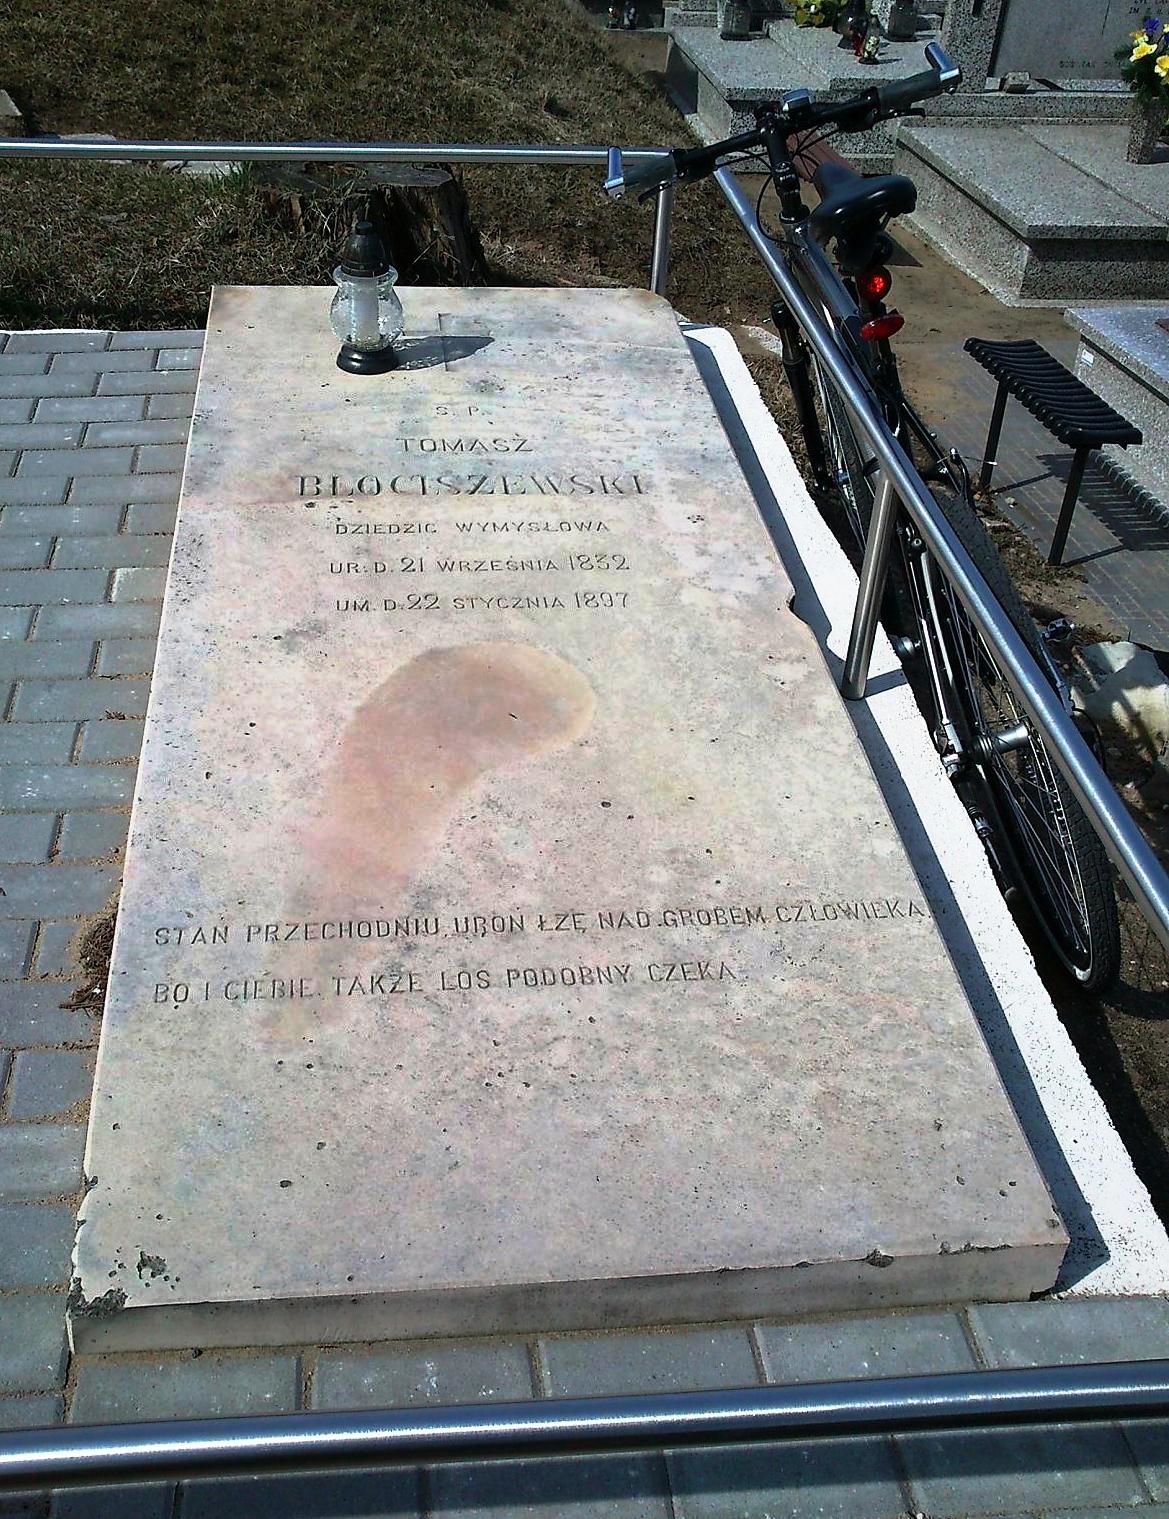 S. P.
TOMASZ
BŁOCISZEWSKI
DZIEDZIC WYMYSŁOWA
UR: D. 21 WRZEŚNIA 1832
UM. D. 22 STYCZNIA 1897
STAŃ PRZECHODNIU, UROŃ ŁZĘ NAD GROBEM CZŁOWIEKA
BO I CIEBIE TAKŻE LOS PODOBNY CZEKA